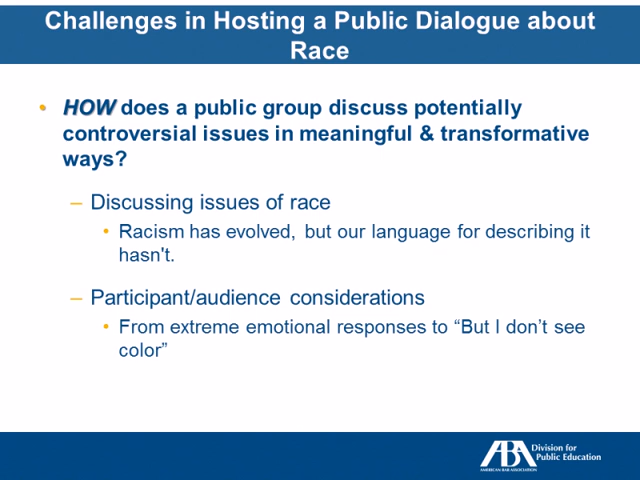 Challenges in Hosting a Public Dialogue about
Race
• HOW does a public group discuss potentially
controversial issues in meaningful & transformative
ways?
– Discussing issues of race
• Racism has evolved, but our language for describing it
hasn't.
– Participant/audience considerations
• From extreme emotional responses to “But I don’t see
color”
ABA
AMERICAN BAR ASSOCIATION
Division for
Public Education